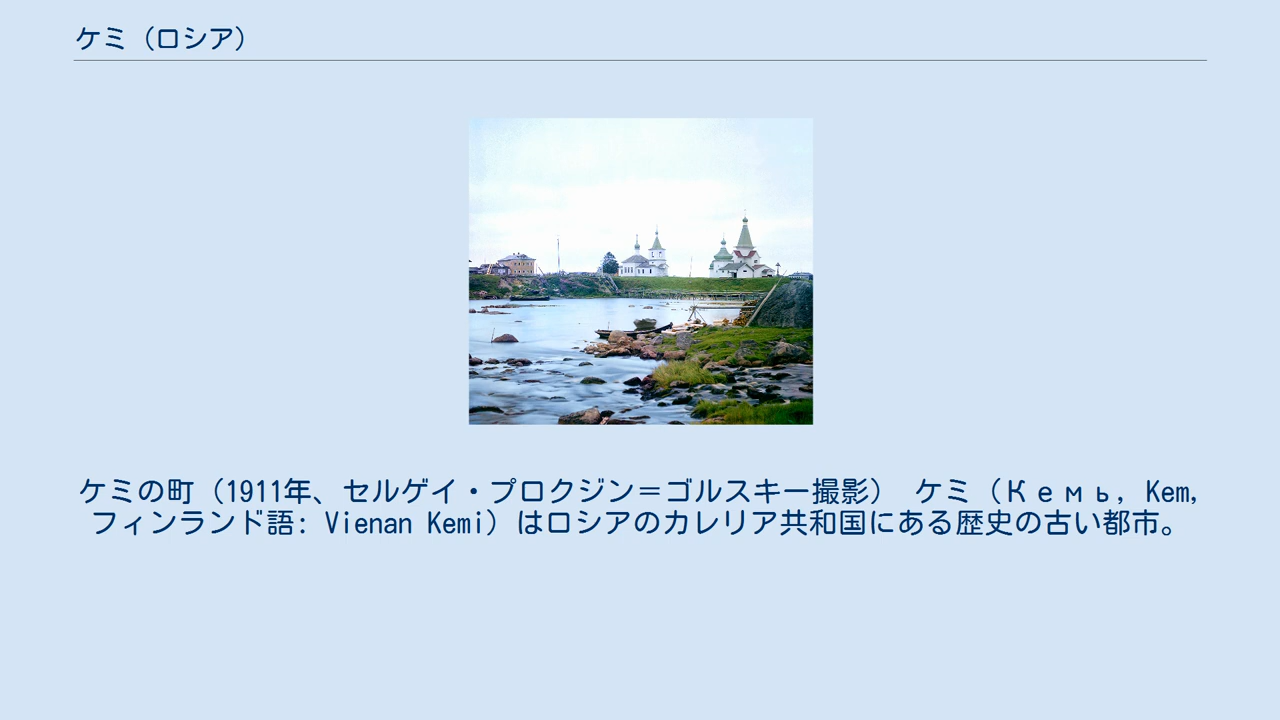 ケミ（ロシア）
ケミの町（1911年、セルゲイ・プロクジン＝ゴルスキー撮影） ケミ（Кемь, Kem,
フィンランド語: Vienan Kemi）はロシアのカレリア共和国にある歴史の古い都市。